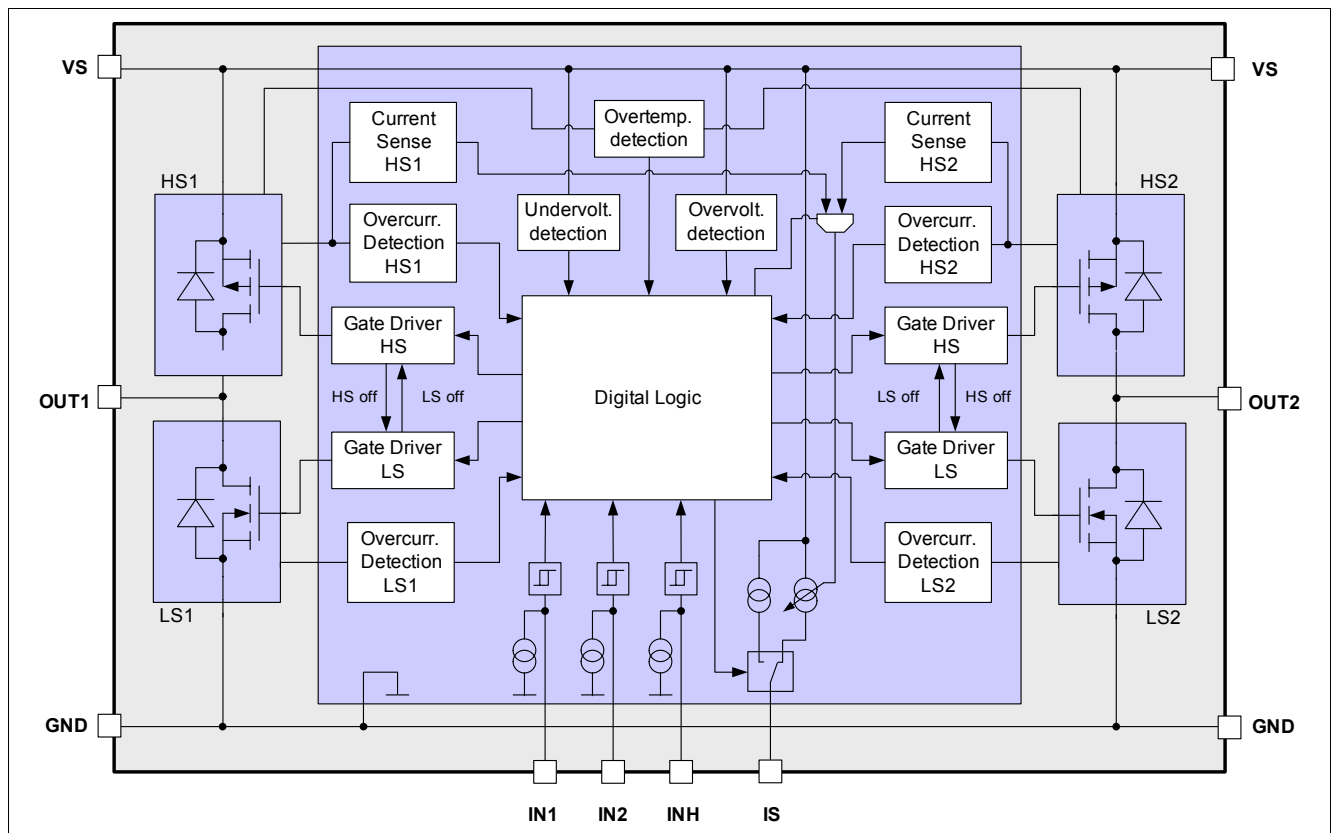 VS
VS
Current
Sense
HS1
Overtemp.
detection
Current
Sense
HS2
HS1
HS2
Undervolt.
detection
Overvolt.
detection
Overcurr.
Detection
HS1
Overcurr.
Detection
HS2
Gate Driver
HS
Gate Driver
HS
HS off
LS off
Digital Logic
LS off
HS off
OUT1
OUT2
Gate Driver
LS
Gate Driver
LS
Overcurr.
Detection
LS1
Overcurr.
Detection
LS2
LS1
LS2
GND
GND
IN1
IN2
INH
IS